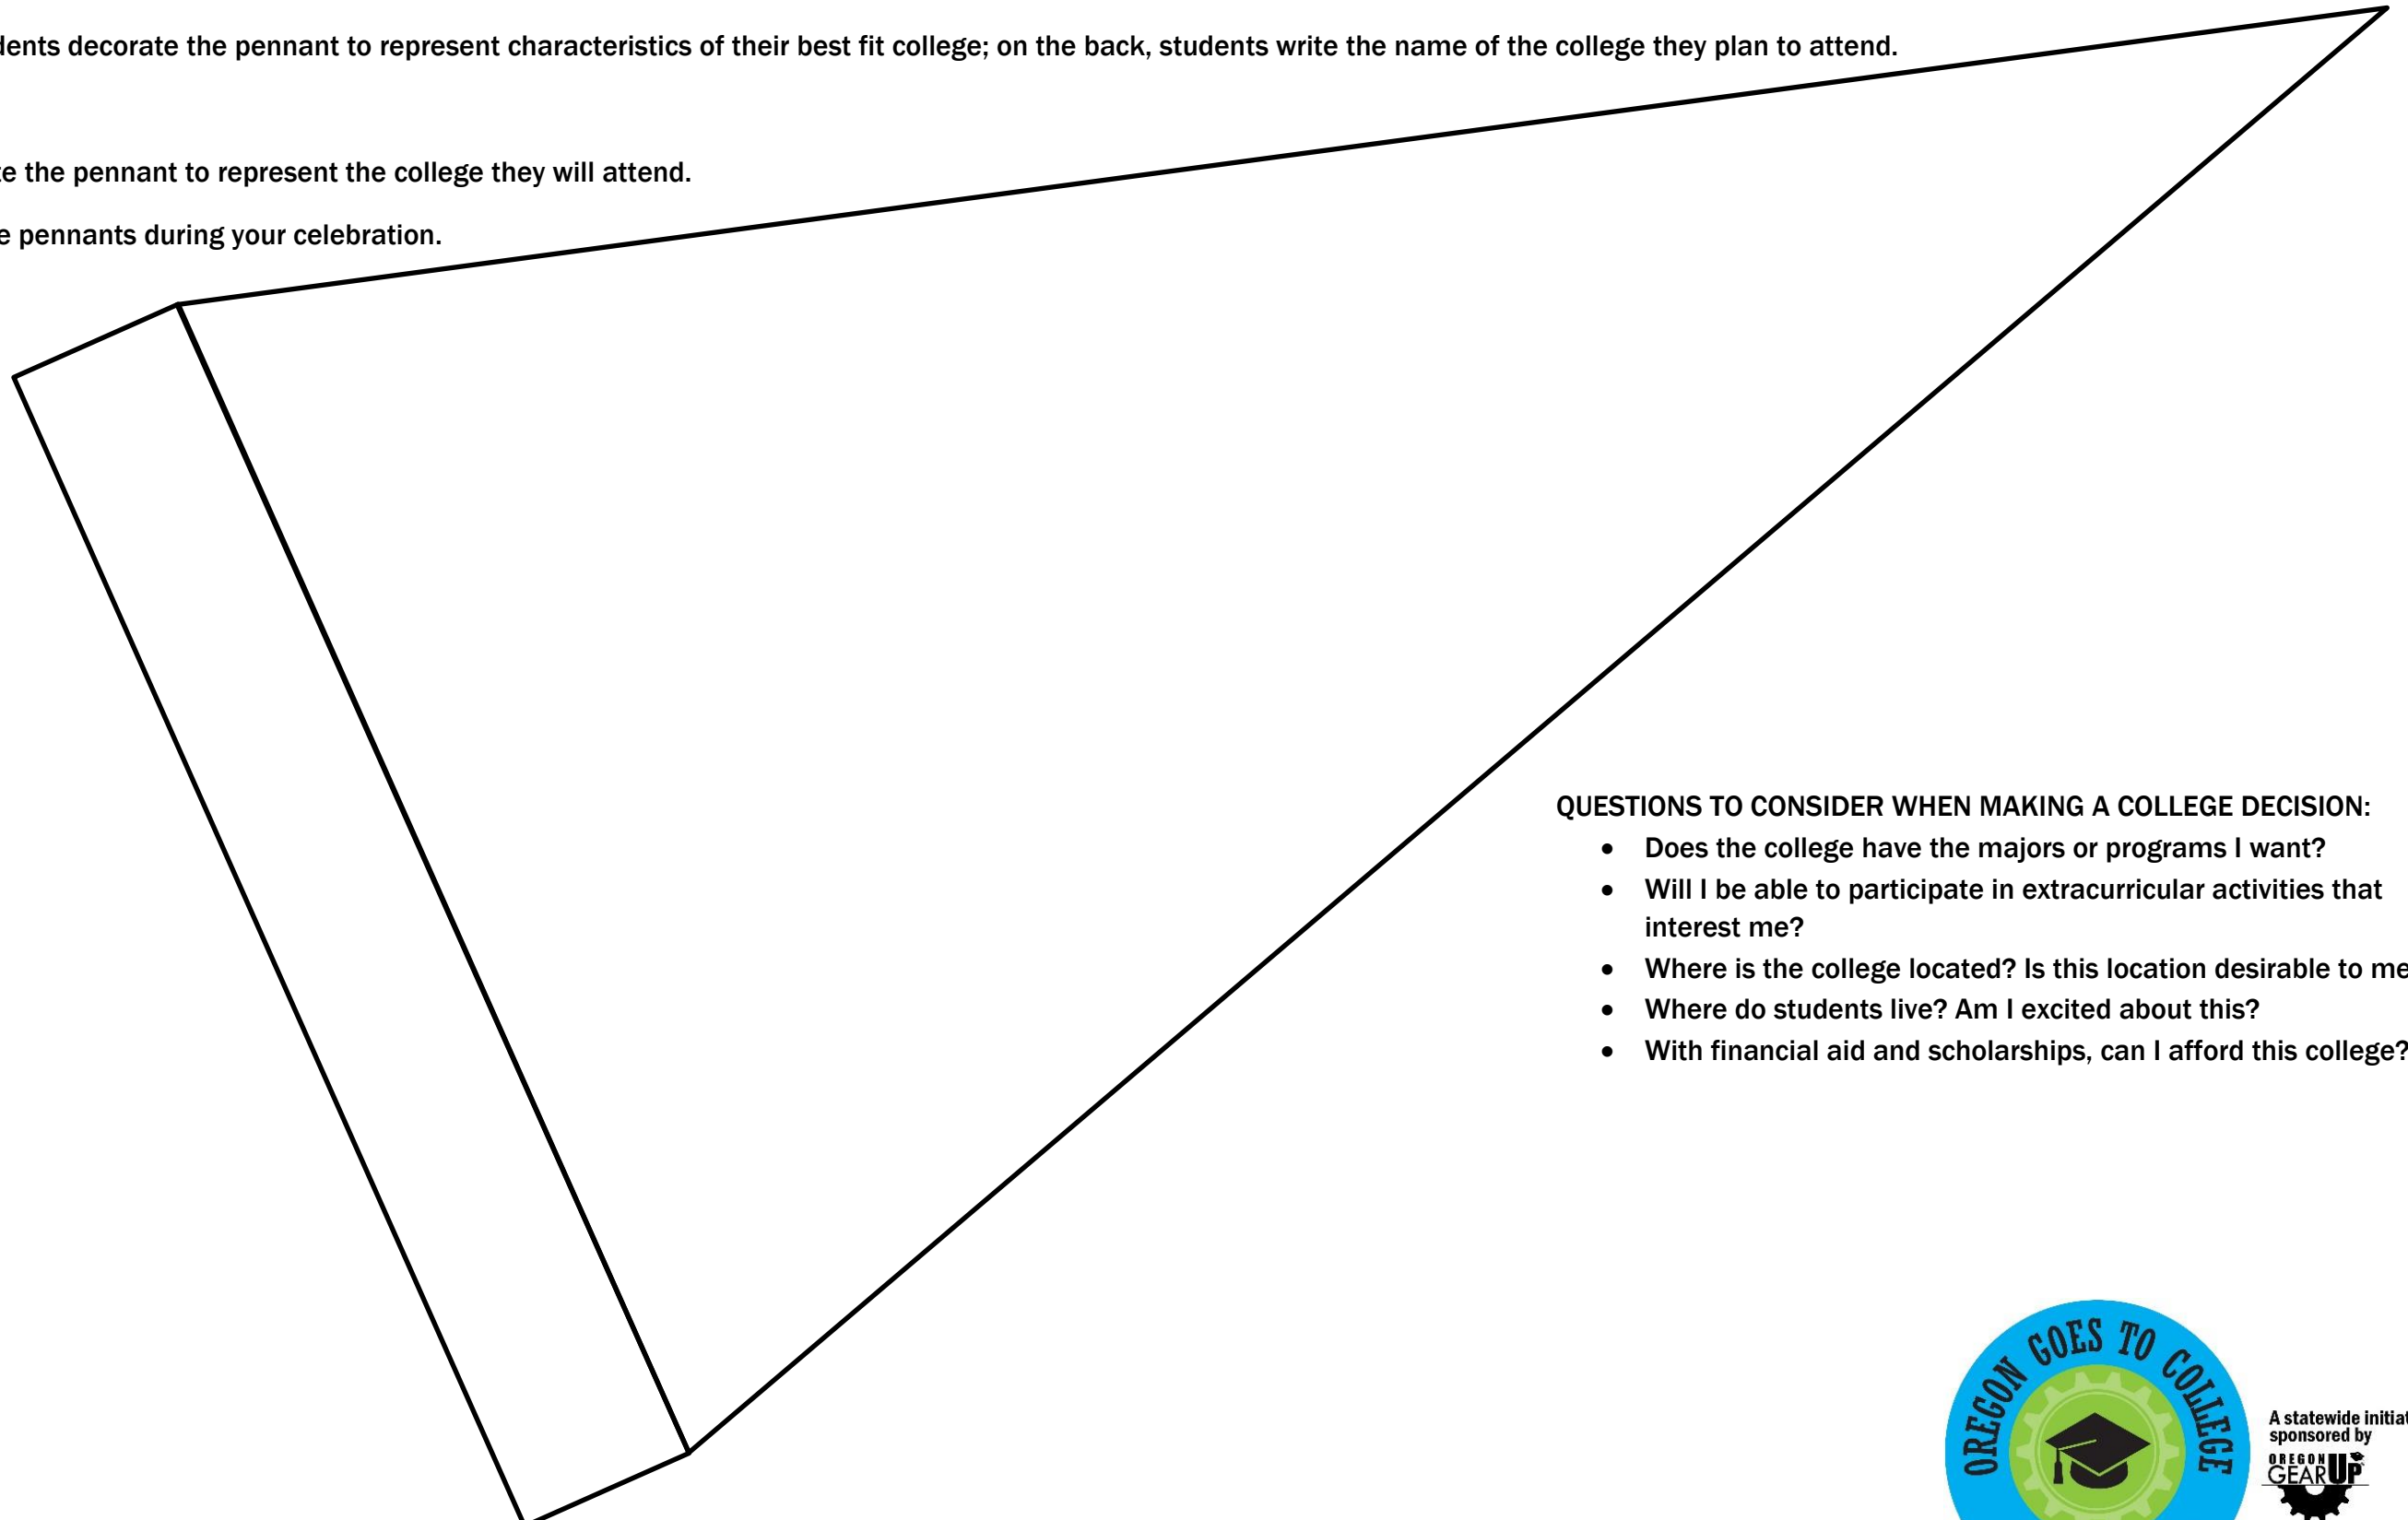 dents decorate the pennant to represent characteristics of their best fit college; on the back, students write the name of the college they plan to attend.
te the pennant to represent the college they will attend.
e pennants during your celebration.
QUESTIONS TO CONSIDER WHEN MAKING A COLLEGE DECISION:
• Does the college have the majors or programs I want?
• Will I be able to participate in extracurricular activities that
interest me?
• Where is the college located? Is this location desirable to me
• Where do students live? Am I excited about this?
• With financial aid and scholarships, can I afford this college?
OREGON GOES TO COLLEGE
A statewide initiat
sponsored by
OREGON
GEAR UP